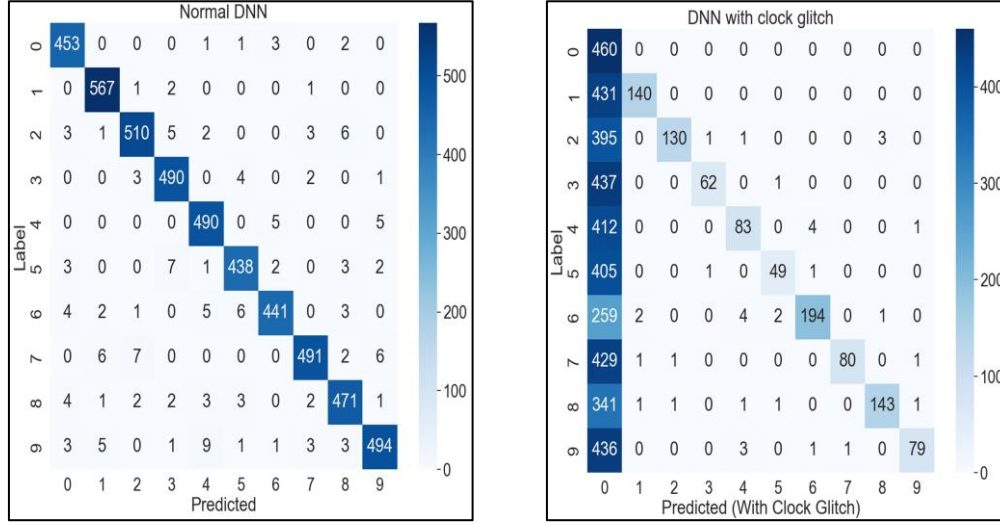 Normal DNN
0 453 0 0 0 1 1 3 0 2 0
1 0 567 1 2 0 0 0 1 0 0
2 3 1 510 5 2 0 0 3 6 0
3 0 0 3 490 0 4 0 2 0 1
4 0 0 0 0 490 0 5 0 0 5
5 3 0 0 7 1 438 2 0 3 2
6 4 2 1 0 5 6 441 0 3 0
7 0 6 7 0 0 0 0 491 2 6
8 4 1 2 2 3 3 0 2 471 1
9 3 5 0 1 9 1 1 3 3 494
0 1 2 3 4 5 6 7 8 9
Label
Predicted
500
400
300
200
100
0
DNN with clock glitch
0 460 0 0 0 0 0 0 0 0 0
1 431 140 0 0 0 0 0 0 0 0
2 395 0 130 1 1 0 0 0 3 0
3 437 0 0 62 0 1 0 0 0 0
4 412 0 0 0 83 0 4 0 0 1
5 405 0 0 1 0 49 1 0 0 0
6 259 2 0 0 4 2 194 0 1 0
7 429 1 1 0 0 0 0 80 0 1
8 341 1 1 0 1 1 0 0 143 1
9 436 0 0 0 3 0 1 1 0 79
0 1 2 3 4 5 6 7 8 9
Label
Predicted (With Clock Glitch)
400
300
200
100
0